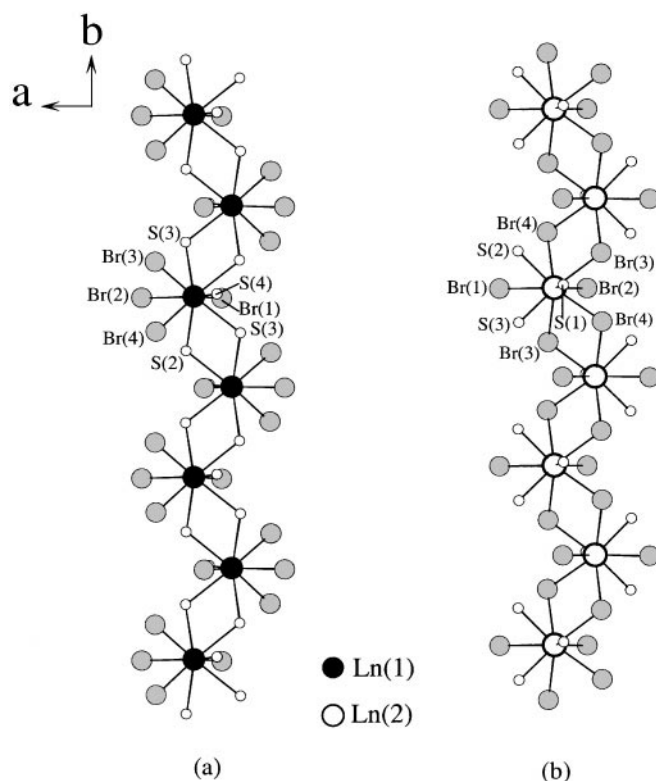 b
a
S(3)
Br(3)
Br(2)
Br(4)
S(2)
S(4)
Br(1)
S(3)
Br(4)
S(2)
Br(1)
S(3)
Br(3)
Br(3)
Br(2)
S(1)
Br(4)
Ln(1)
Ln(2)
(a)
(b)